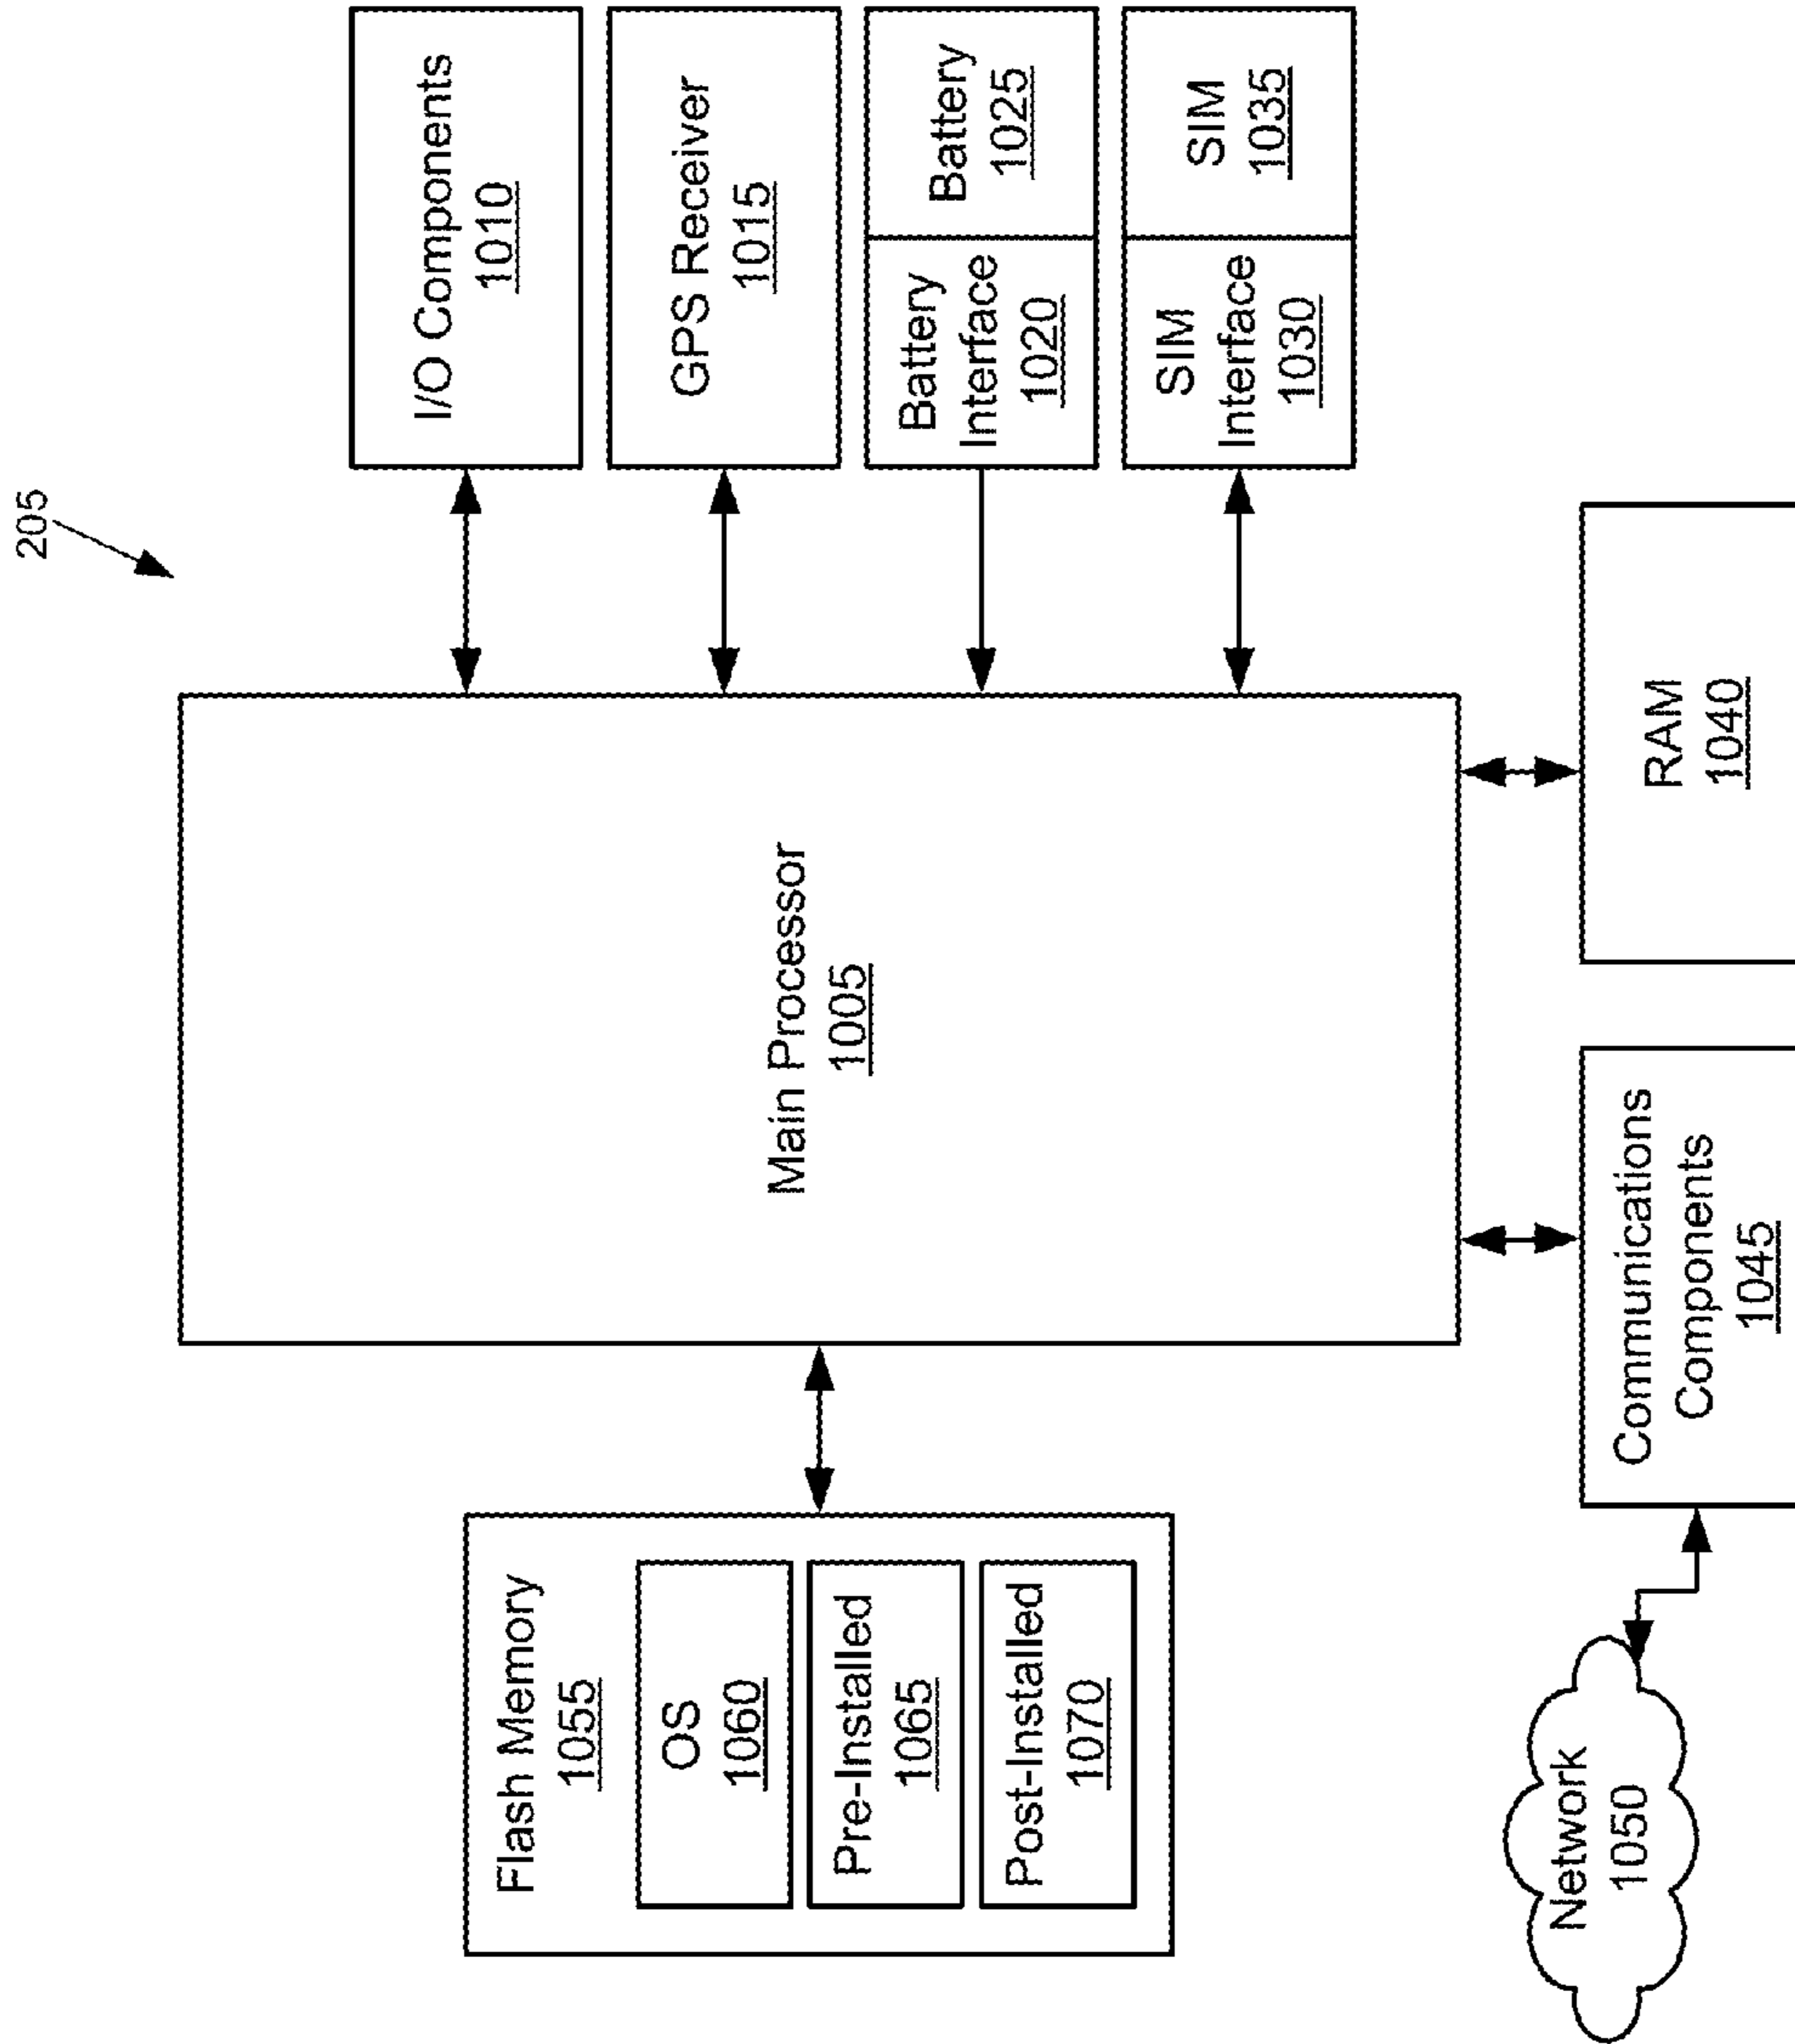 205
Flash Memory
1055
OS
1060
Pre-Installed
1065
Post-Installed
1070
Main Processor
1005
I/O Components
1010
GPS Receiver
1015
Battery
Interface
1020
Battery
1025
SIM
Interface
1030
SIM
1035
Network
1050
Communications
Components
1045
RAM
1040